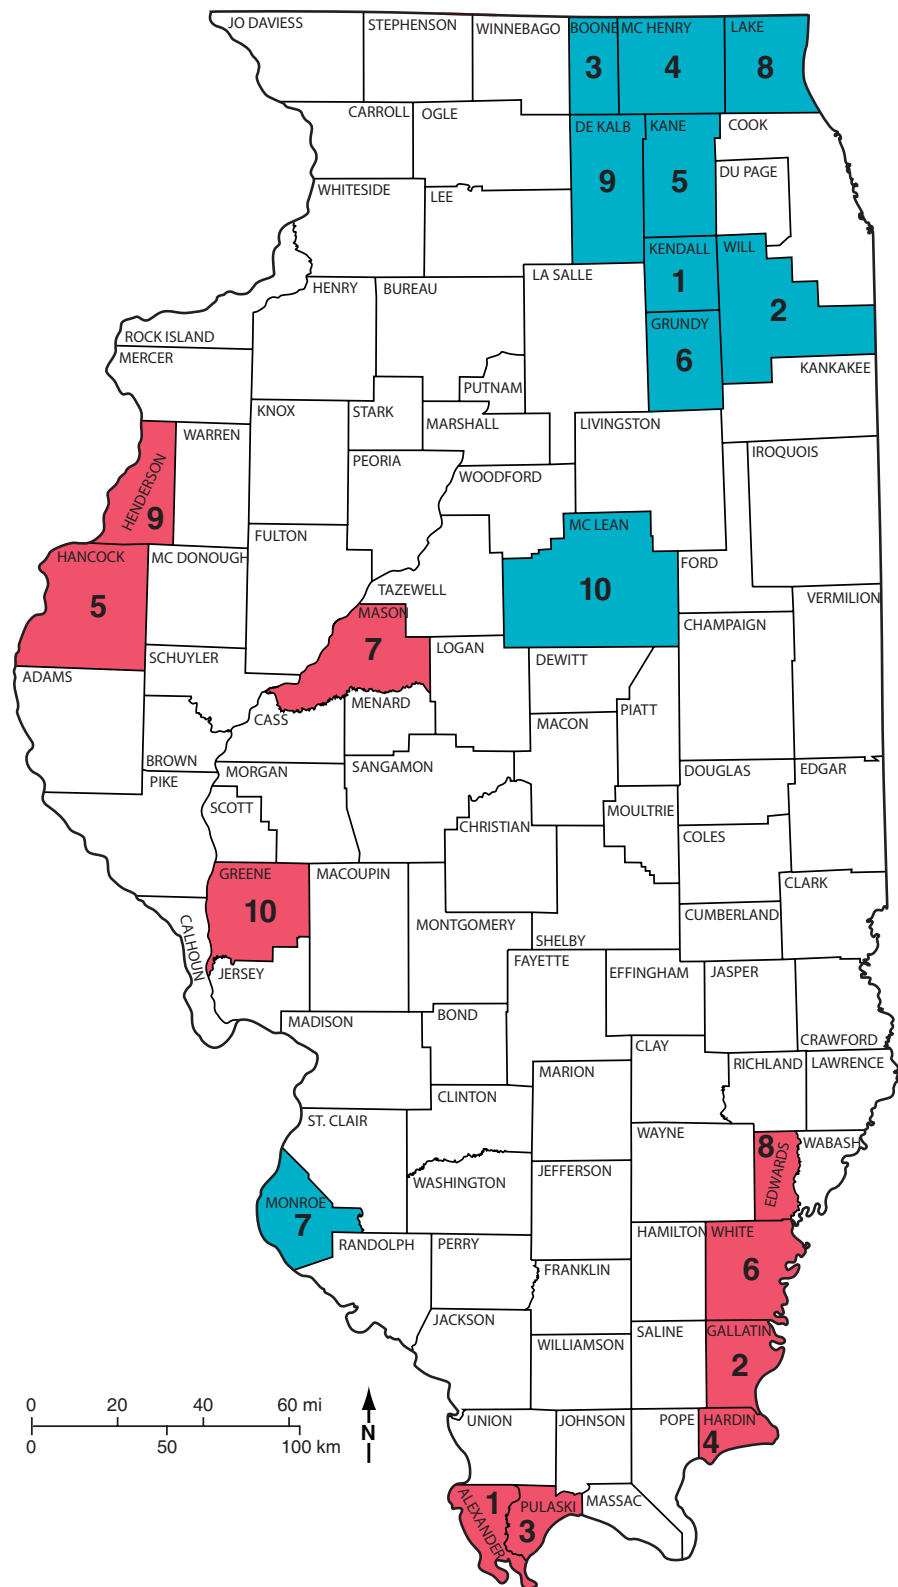 JO DAVIESS
STEPHENSON
WINNEBAGO
BOONE
MC HENRY
LAKE
3
4
8
CARROLL
OGLE
DE KALB
KANE
COOK
9
5
DU PAGE
WHITESIDE
LEE
KENDALL
WILL
1
2
LA SALLE
HENRY
BUREAU
GRUNDY
6
ROCK ISLAND
MERCER
KANKAKEE
PUTNAM
KNOX
STARK
MARSHALL
LIVINGSTON
WARREN
IROQUOIS
PEORIA
WOODFORD
HENDERSON
9
MC LEAN
10
FULTON
HANCOCK
5
MC DONOUGH
FORD
TAZEWELL
VERMILION
MASON
7
CHAMPAIGN
LOGAN
SCHUYLER
DEWITT
ADAMS
MENARD
PIATT
CASS
MACON
BROWN
PIKE
MORGAN
SANGAMON
DOUGLAS
EDGAR
SCOTT
MOULTRIE
CHRISTIAN
COLES
GREENE
10
MACOUPIN
CLARK
CUMBERLAND
MONTGOMERY
CALHOUN
SHELBY
FAYETTE
EFFINGHAM
JASPER
JERSEY
MADISON
BOND
CRAWFORD
CLAY
RICHLAND
LAWRENCE
MARION
CLINTON
ST. CLAIR
WAYNE
8
EDWARDS
WABASH
JEFFERSON
WASHINGTON
MONROE
7
HAMILTON
WHITE
6
RANDOLPH
PERRY
FRANKLIN
JACKSON
SALINE
GALLATIN
2
WILLIAMSON
0 20 40 60 mi
0 50 100 km
N
UNION
JOHNSON
POPE
HARDIN
4
ALEXANDER
1
PULASKI
3
MASSAC